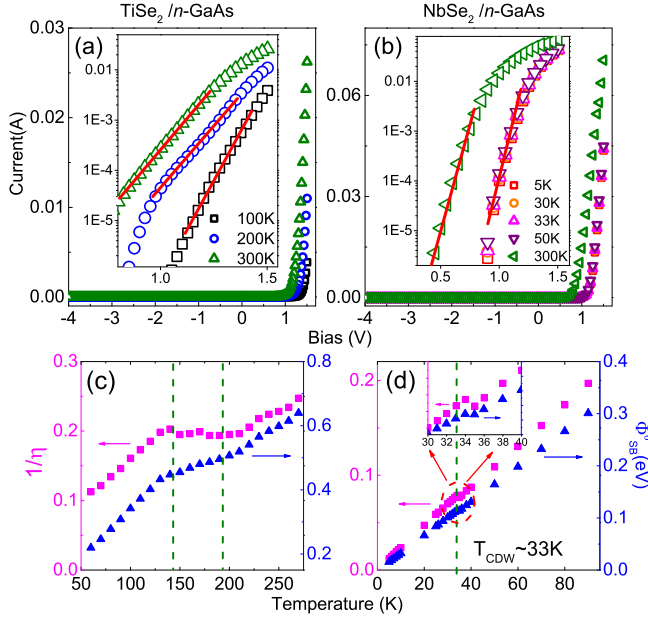 TiSe2 /n-GaAs
NbSe2 /n-GaAs
(a)
Current(A)
0.03
0.02
0.01
0.00
0.01
1E-3
1E-4
1E-5
1.0
1.5
100K
200K
300K
-4 -3 -2 -1 0 1
(b)
0.06
0.04
0.02
0.00
0.01
1E-3
1E-4
1E-5
0.5 1.0 1.5
5K
30K
33K
50K
300K
-4 -3 -2 -1 0 1
Bias (V)
(c)
1/η
0.3
0.2
0.1
0.0
0.8
0.6
0.4
0.2
50 100 150 200 250
(d)
0.2
0.1
0.0
30 32 34 36 38 40
0.4
0.3
0.2
0.1
0.0
Φ0SB (eV)
TCDW~33K
0 20 40 60 80
Temperature (K)